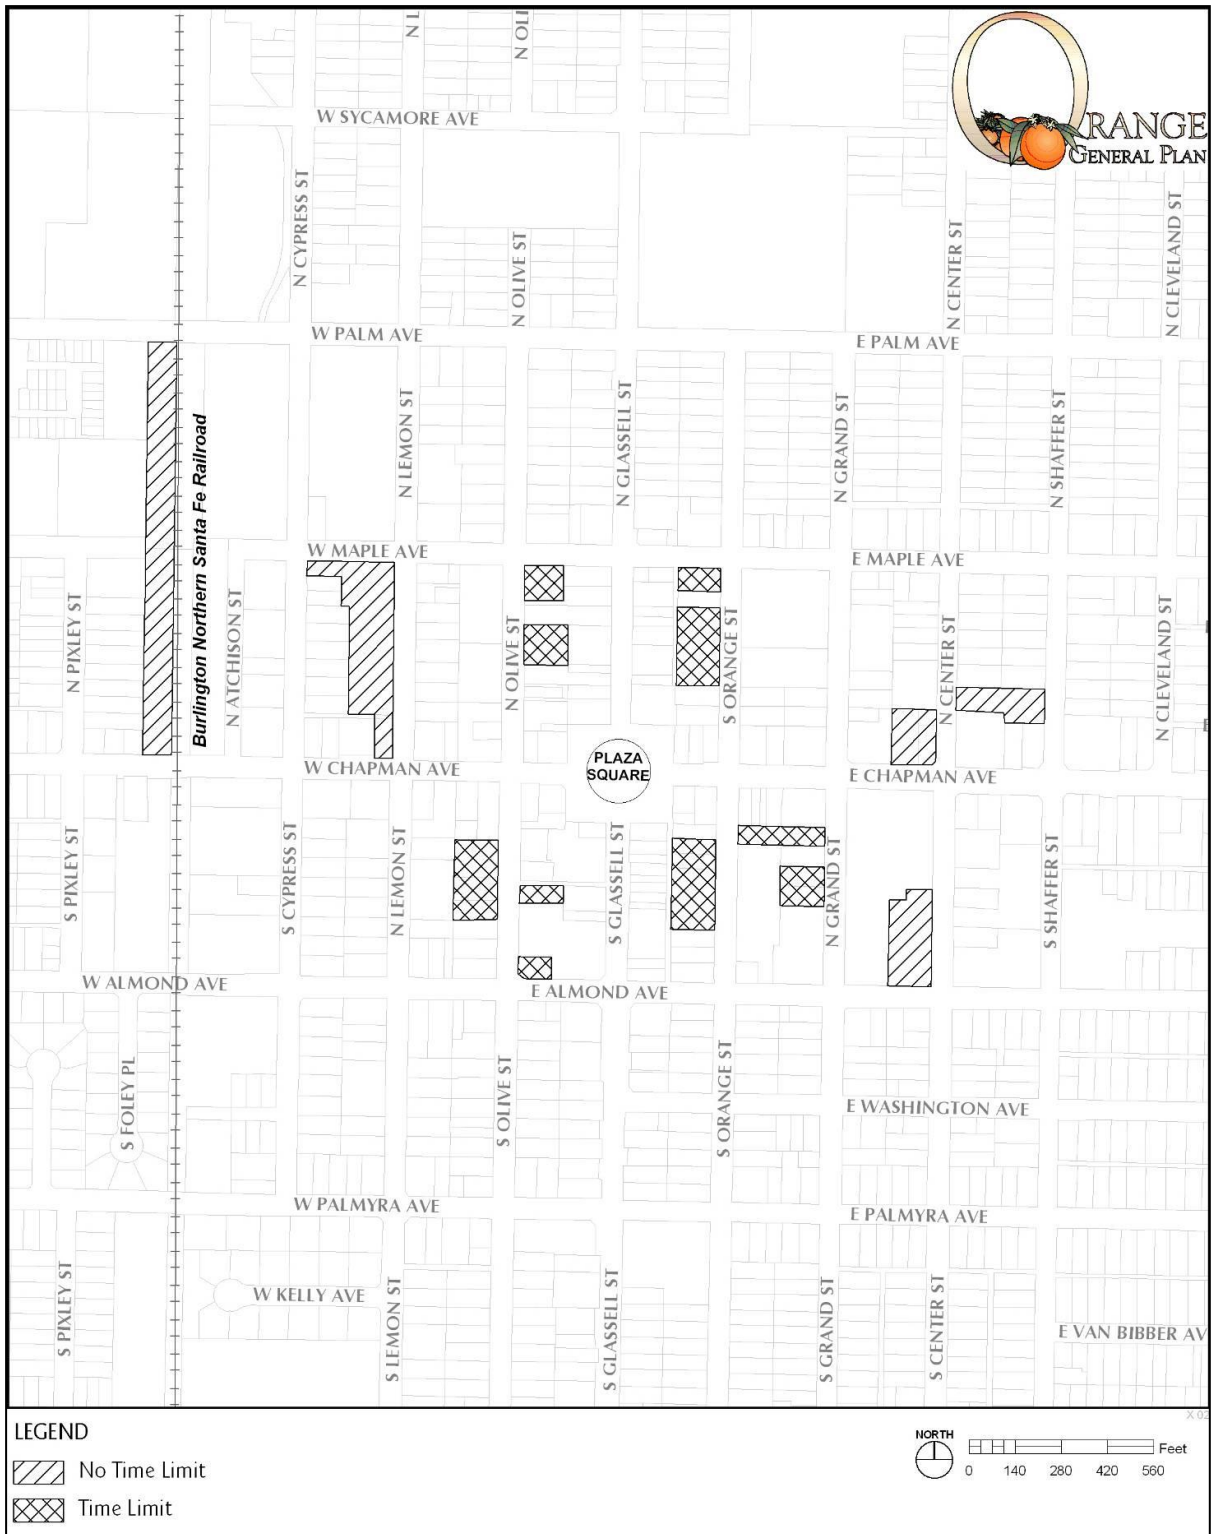 N L
N OLI
W SYCAMORE AVE
ORANGE
GENERAL PLAN
N CYPRESS ST
N OLIVE ST
N CENTER ST
N CLEVELAND ST
W PALM AVE
E PALM AVE
N LEMON ST
N GLASSELL ST
N GRAND ST
N SHAFFER ST
Burlington Northern Santa Fe Railroad
W MAPLE AVE
E MAPLE AVE
N PIXLEY ST
N ATCHISON ST
N OLIVE ST
S ORANGE ST
N CENTER ST
N CLEVELAND ST
PLAZA
SQUARE
W CHAPMAN AVE
E CHAPMAN AVE
S PIXLEY ST
S CYPRESS ST
N LEMON ST
S GLASSELL ST
N GRAND ST
S SHAFFER ST
W ALMOND AVE
E ALMOND AVE
S FOLEY PL
S OLIVE ST
S ORANGE ST
E WASHINGTON AVE
W PALMYRA AVE
E PALMYRA AVE
S PIXLEY ST
W KELLY AVE
S LEMON ST
S GLASSELL ST
S GRAND ST
S CENTER ST
E VAN BIBBER AV
X 02
LEGEND
No Time Limit
Time Limit
NORTH
Feet
0 140 280 420 560